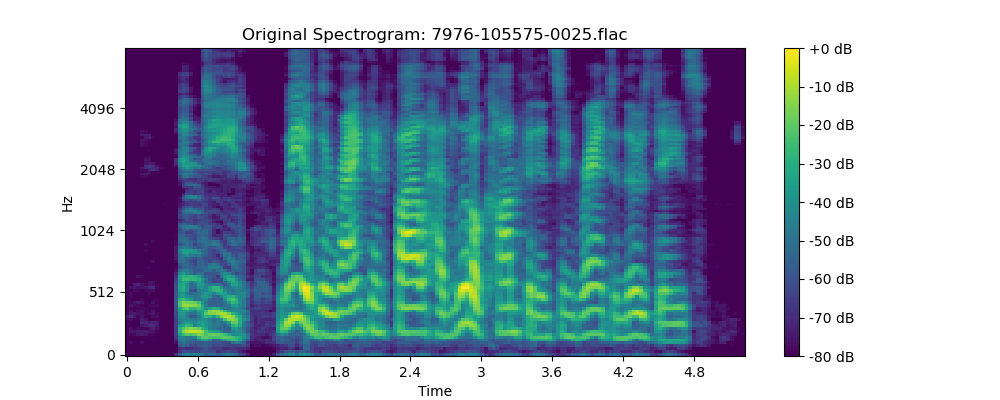 Original Spectrogram: 7976-105575-0025.flac
Hz
4096
2048
1024
512
0
0 0.6 1.2 1.8 2.4 3 3.6 4.2 4.8
Time
+0 dB
-10 dB
-20 dB
-30 dB
-40 dB
-50 dB
-60 dB
-70 dB
-80 dB